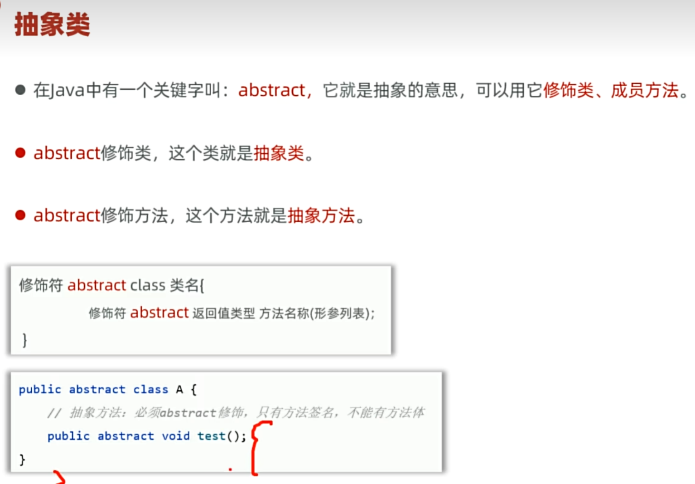 抽象类
● 在Java中有一个关键字叫：abstract，它就是抽象的意思，可以用它修饰类、成员方法。
● abstract修饰类，这个类就是抽象类。
● abstract修饰方法，这个方法就是抽象方法。
修饰符 abstract class 类名{
修饰符 abstract 返回值类型 方法名称(形参列表);
}
public abstract class A {
// 抽象方法：必须abstract修饰，只有方法签名，不能有方法体
public abstract void test();
}